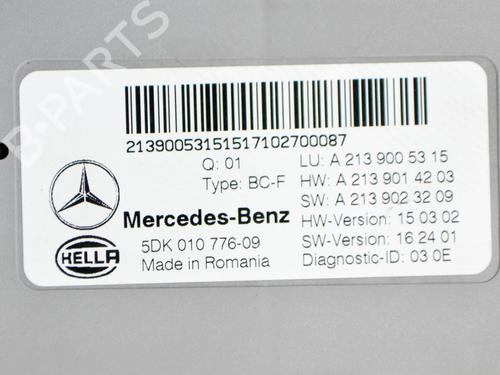 B-PARTS
21390053151517102700087
Q: 01
Type: BC-F
LU: A 213 900 53 15
HW: A 213 901 42 03
SW: A 213 902 32 09
HW-Version: 15 03 02
SW-Version: 16 24 01
Diagnostic-ID: 03 0E
Mercedes-Benz
5DK 010 776-09
Made in Romania
HELLA